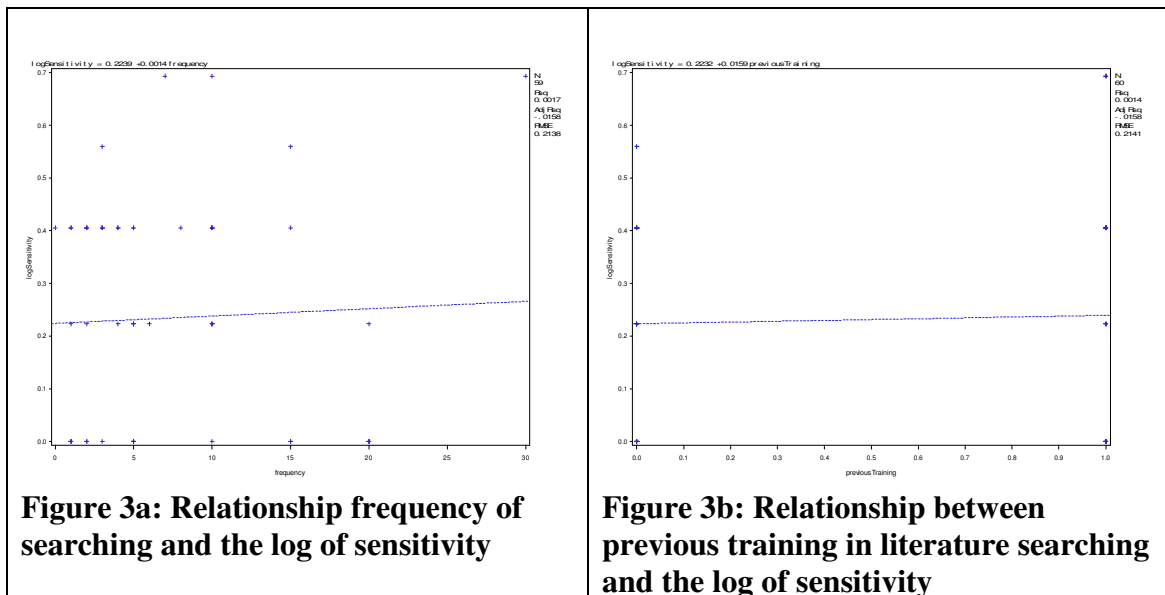 logSensitivity = 0.2239 +0.0014 frequency
N
59
Rsq
0.0017
Adj Rsq
-.0158
RMSE
0.2138
0.7
0.6
0.5
0.4
0.3
0.2
0.1
0.0
logSensitivity
0 5 10 15 20 25 30
frequency
Figure 3a: Relationship frequency of
searching and the log of sensitivity
logSensitivity = 0.2232 +0.0159 previousTraining
N
60
Rsq
0.0014
Adj Rsq
-.0158
RMSE
0.2141
0.7
0.6
0.5
0.4
0.3
0.2
0.1
0.0
logSensitivity
0.0 0.1 0.2 0.3 0.4 0.5 0.6 0.7 0.8 0.9 1.0
previousTraining
Figure 3b: Relationship between
previous training in literature searching
and the log of sensitivity